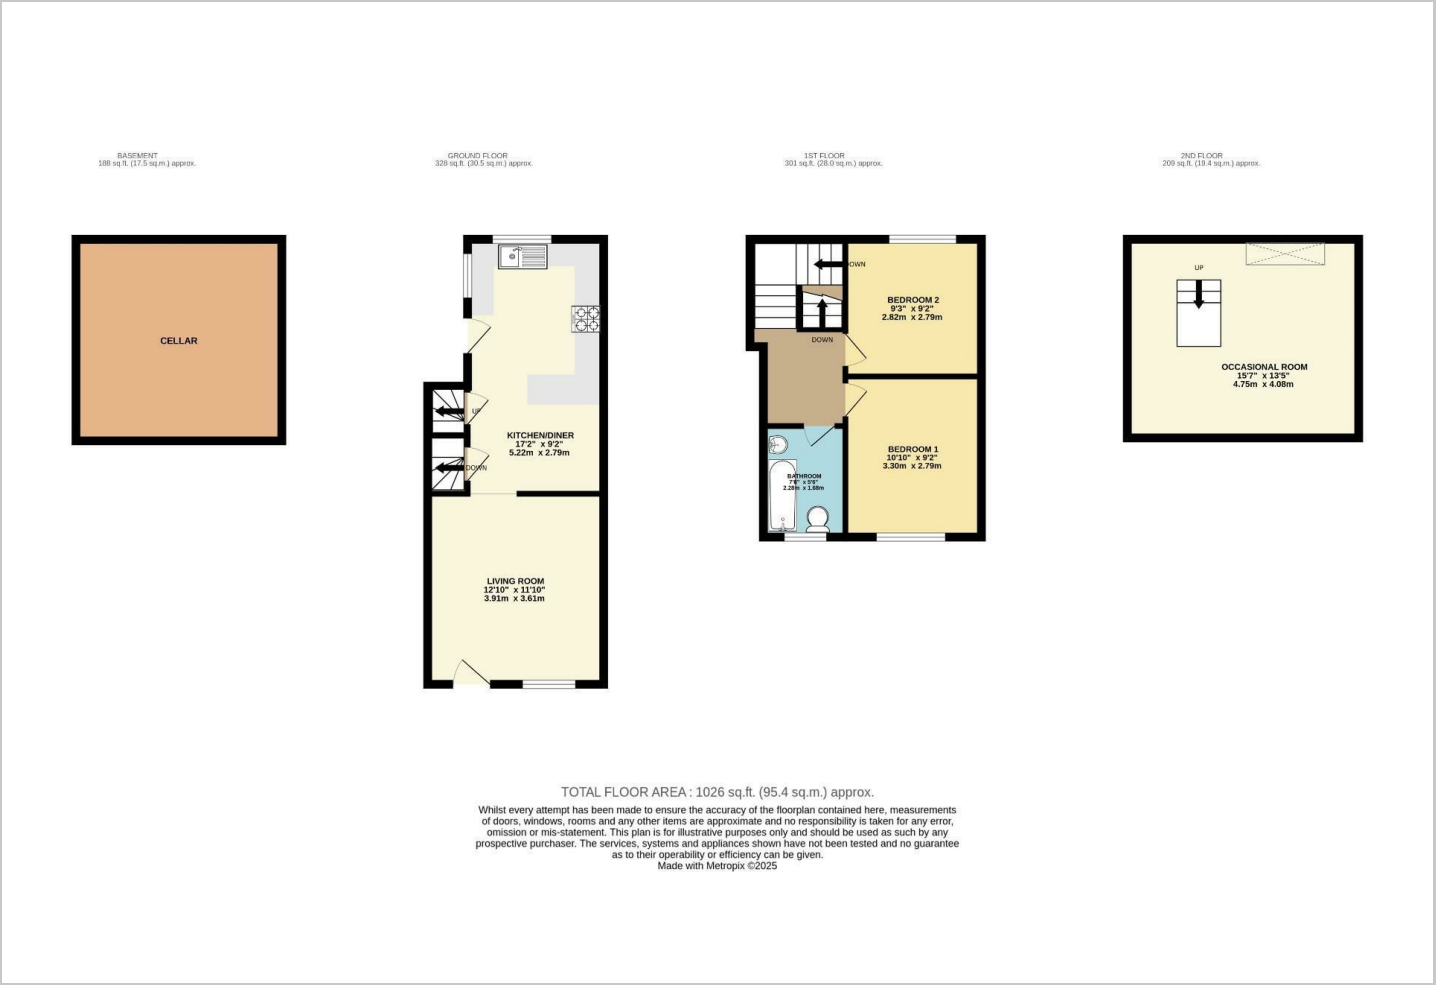 BASEMENT
188 sq.ft. (17.5 sq.m.) approx.
GROUND FLOOR
328 sq.ft. (30.5 sq.m.) approx.
1ST FLOOR
301 sq.ft. (28.0 sq.m.) approx.
2ND FLOOR
209 sq.ft. (19.4 sq.m.) approx.
CELLAR
UP
KITCHEN/DINER
17'2" x 9'2"
5.22m x 2.79m
DOWN
LIVING ROOM
12'10" x 11'10"
3.91m x 3.61m
DOWN
BEDROOM 2
9'3" x 9'2"
2.82m x 2.79m
DOWN
BEDROOM 1
10'10" x 9'2"
3.30m x 2.79m
BATHROOM
7'6" x 5'6"
2.28m x 1.68m
UP
OCCASIONAL ROOM
15'7" x 13'5"
4.75m x 4.08m
TOTAL FLOOR AREA : 1026 sq.ft. (95.4 sq.m.) approx.
Whilst every attempt has been made to ensure the accuracy of the floorplan contained here, measurements
of doors, windows, rooms and any other items are approximate and no responsibility is taken for any error,
omission or mis-statement. This plan is for illustrative purposes only and should be used as such by any
prospective purchaser. The services, systems and appliances shown have not been tested and no guarantee
as to their operability or efficiency can be given.
Made with Metropix ©2025